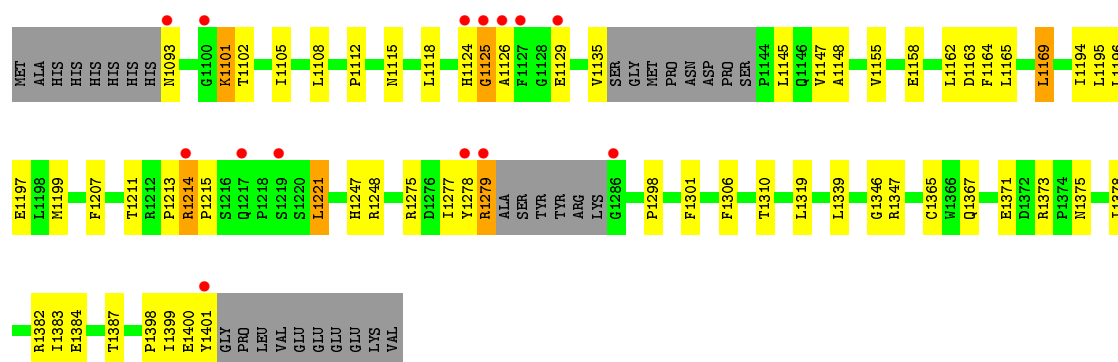 MET ALA HIS HIS HIS HIS HIS HIS N1093 G1100 K1101 T1102 I1105 L1108 P1112 N1115 L1118 H1124 G1125 A1126 F1127 G1128 E1129 V1135 SER GLY MET PRO ASN ASP PRO SER P1144 L1145 Q1146 V1147 A1148 V1155 E1158 L1162 D1163 F1164 L1165 L1169 I1194 L1195 L1196
E1197 L1198 M1199 F1207 T1211 R1212 P1213 R1214 P1215 S1216 Q1217 P1218 S1219 S1220 L1221 H1247 R1248 R1275 D1276 I1277 Y1278 R1279 ALA SER TYR TYR ARG LYS G1286 P1298 F1301 F1306 T1310 L1319 L1339 G1346 R1347 C1365 W1366 Q1367 E1371 D1372 R1373 P1374 N1375 I1378
R1382 I1383 E1384 T1387 P1398 I1399 E1400 Y1401 GLY PRO LEU VAL GLU GLU GLU GLU LYS VAL